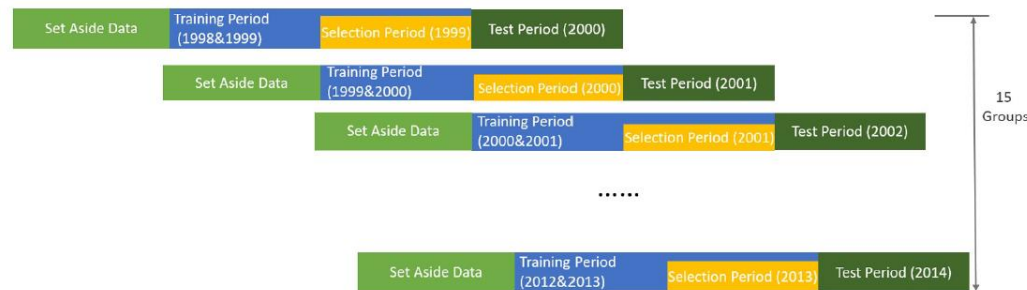 Set Aside Data
Training Period
(1998&1999)
Selection Period (1999)
Test Period (2000)
Set Aside Data
Training Period
(1999&2000)
Selection Period (2000)
Test Period (2001)
Set Aside Data
Training Period
(2000&2001)
Selection Period (2001)
Test Period (2002)
15
Groups
......
Set Aside Data
Training Period
(2012&2013)
Selection Period (2013)
Test Period (2014)